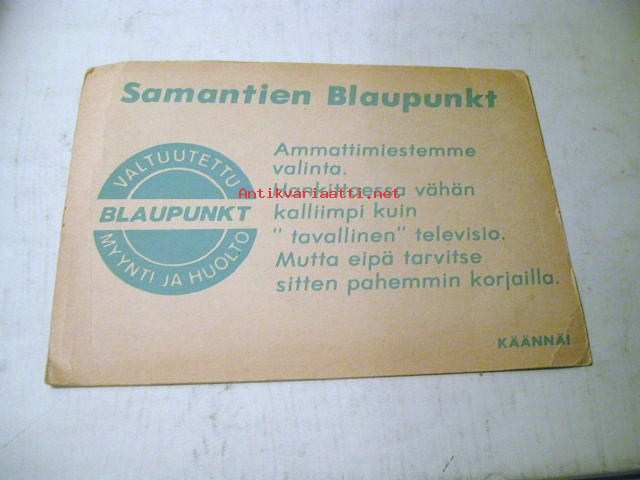 Samantien Blaupunkt
VALTUUTETTU
BLAUPUNKT
MYYNTI JA HUOLTO
Ammattimiestemme
valinta.
Hankittaessa vähän
kalliimpi kuin
"tavallinen" televisio.
Mutta eipä tarvitse
sitten pahemmin korjailla.
KÄÄNNÄ!
Antikvariaatti.net